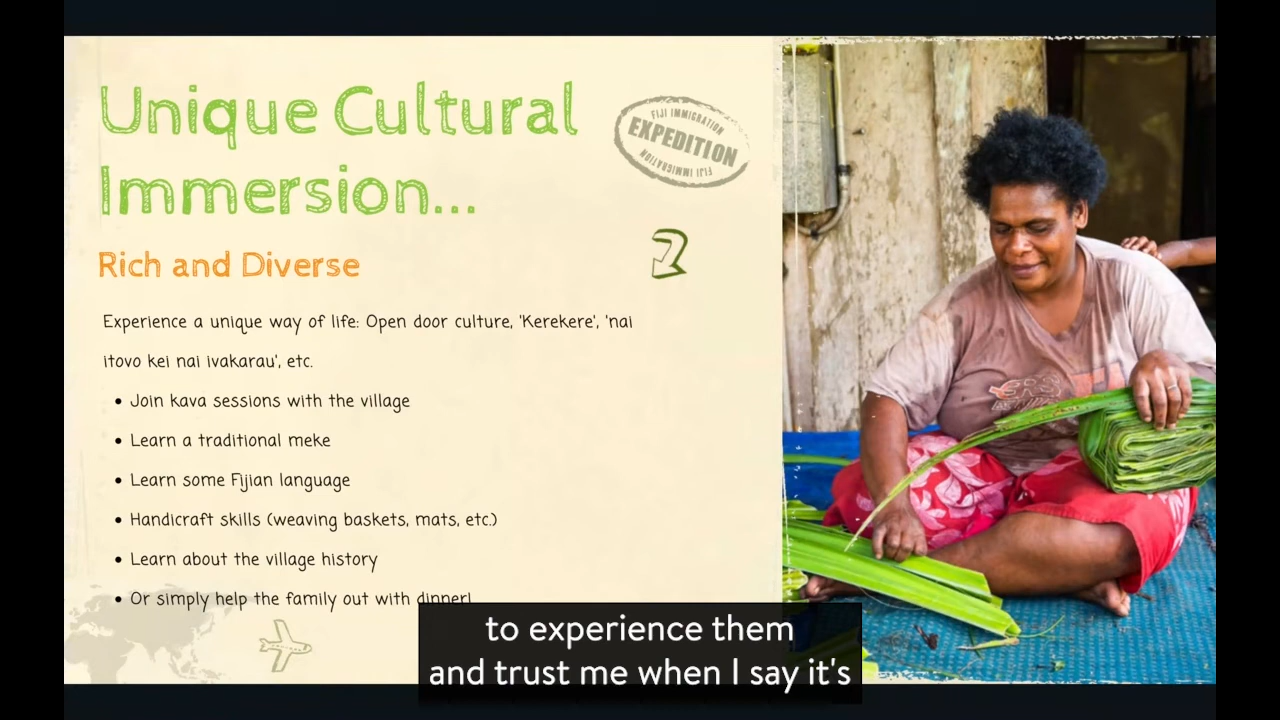 Unique Cultural
Immersion...
FIJI IMMIGRATION
EXPEDITION
FIJI IMMIGRATION
Rich and Diverse
Experience a unique way of life: Open door culture, 'Kerekere', 'nai
itovo kei nai ivakarau', etc.
• Join kava sessions with the village
• Learn a traditional meke
• Learn some Fijian language
• Handicraft skills (weaving baskets, mats, etc.)
• Learn about the village history
• Or simply help the family out with dinner!
to experience them
and trust me when I say it's